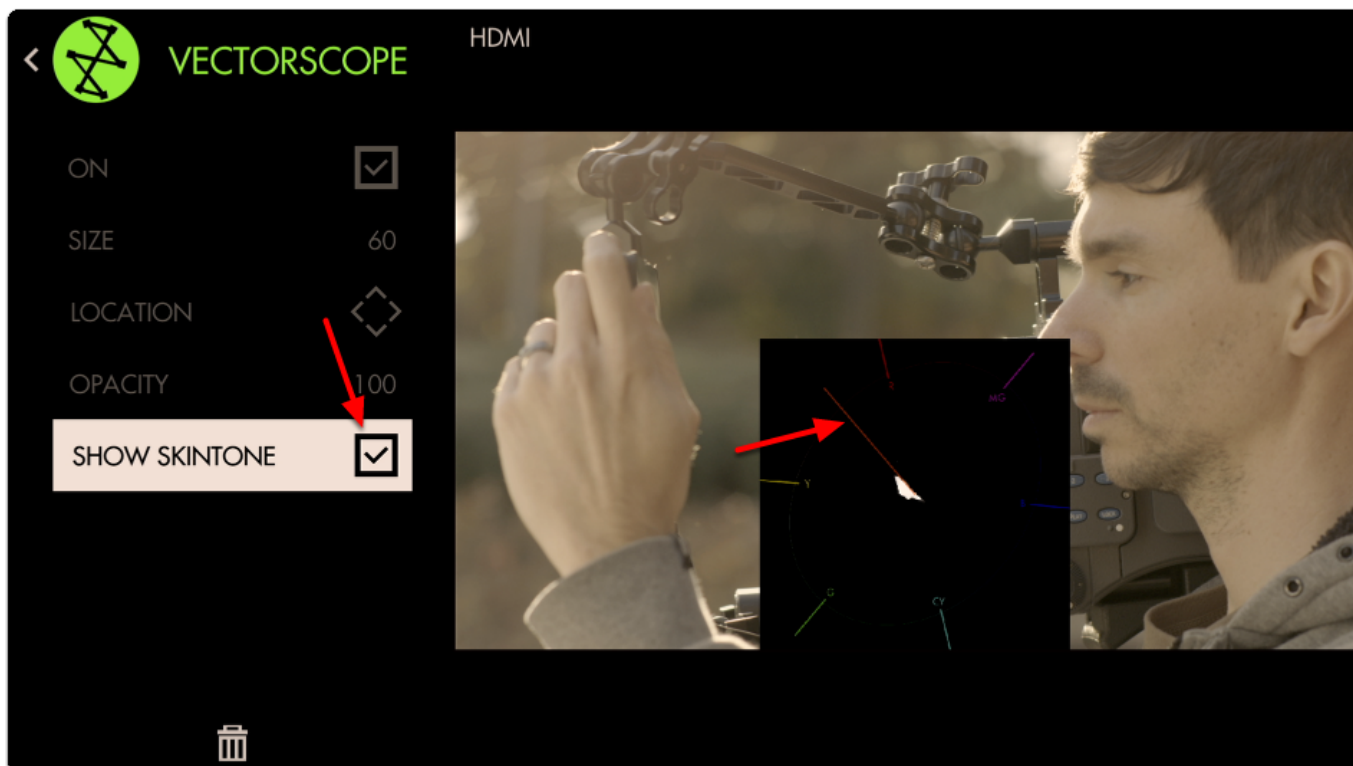 VECTORSCOPE
HDMI
ON
SIZE 60
LOCATION
OPACITY 100
SHOW SKINTONE
MG
Y
G
CY